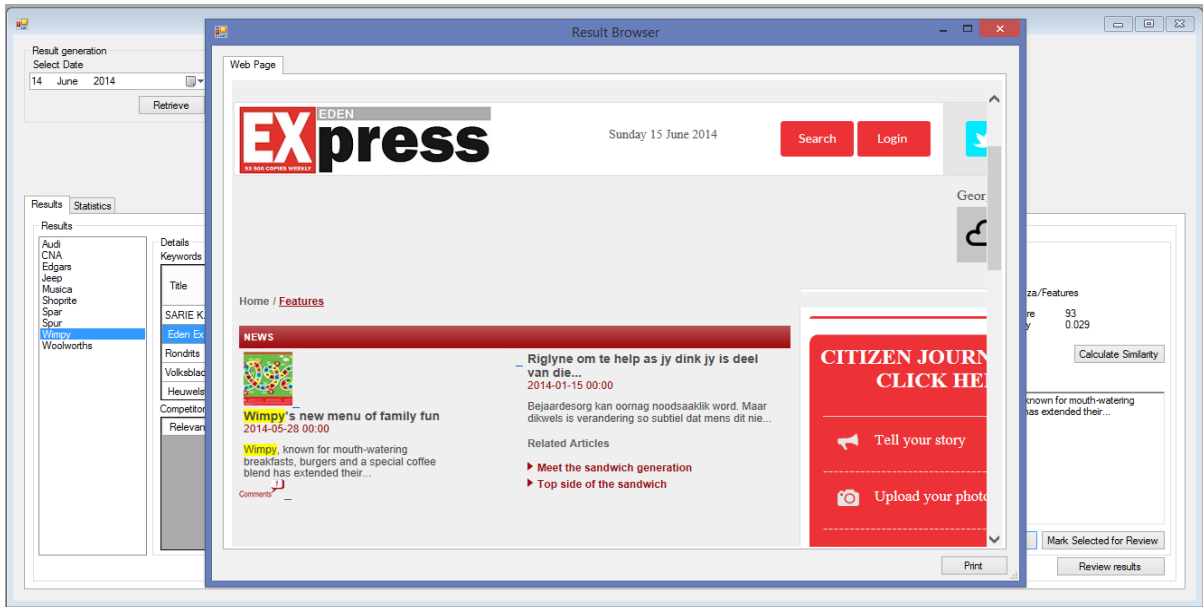 Result Browser
Result generation
Select Date
14 June 2014
Retrieve
Results
Statistics
Results
Audi
CNA
Edgars
Jeep
Musica
Shoprite
Spar
Spur
Wimpy
Woolworths
Details
Keywords
Title
SARIE K
Eden Ex
Rondrits
Volksblad
Heuwels
Competitor
Relevan
Web Page
EDEN
EXpress
93 500 COPIES WEEKLY
Sunday 15 June 2014
Search
Login
Geor
Home / Features
NEWS
Wimpy's new menu of family fun
2014-05-28 00:00
Wimpy, known for mouth-watering
breakfasts, burgers and a special coffee
blend has extended their...
Comments 1
Riglyne om te help as jy dink jy is deel
van die...
2014-01-15 00:00
Bejaardesorg kan oornag noodsaaklik word. Maar
dikwels is verandering so subtiel dat mens dit nie...
Related Articles
Meet the sandwich generation
Top side of the sandwich
CITIZEN JOURN
CLICK HE
Tell your story
Upload your photo
Print
za/Features
re 93
y 0.029
Calculate Similarity
known for mouth-watering
has extended their...
Mark Selected for Review
Review results